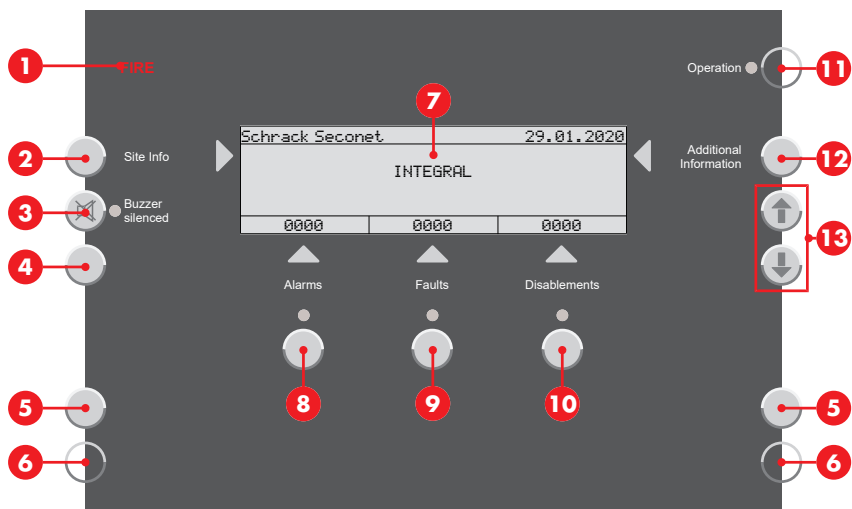 1
FIRE
Operation
11
7
Schrack Seconet 29.01.2020
2
Site Info
INTEGRAL
Additional
Information
12
3
Buzzer
silenced
0000 0000 0000
13
4
Alarms Faults Disablements
8
9
10
5
5
6
6